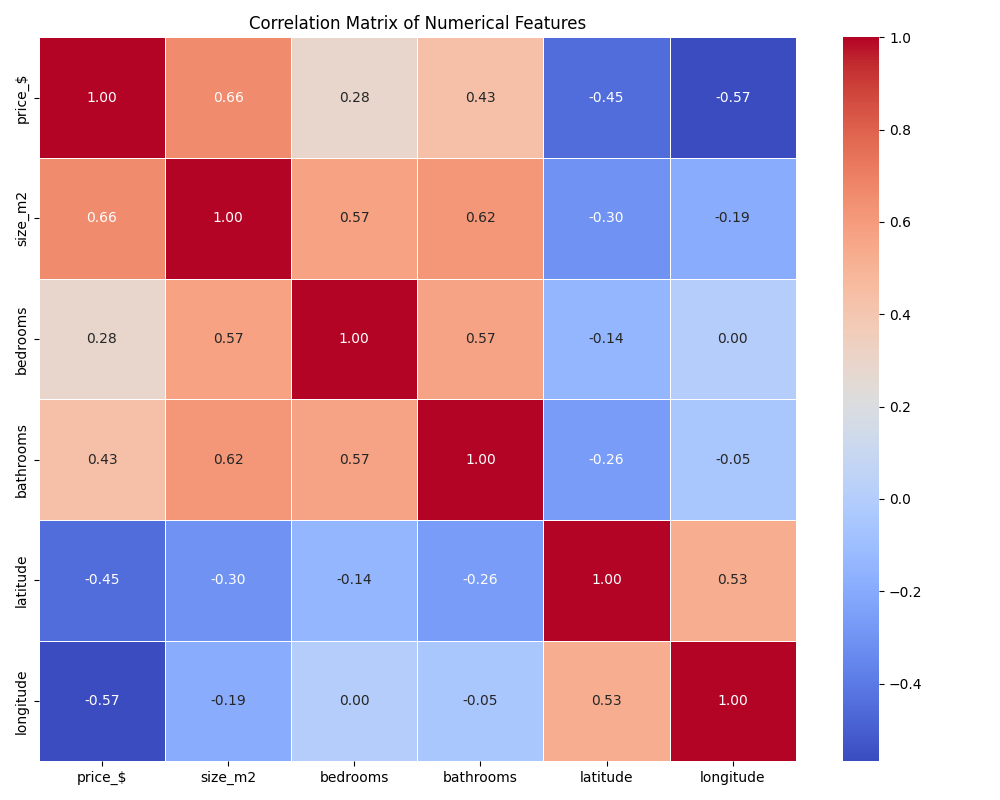 Correlation Matrix of Numerical Features
price_$ 1.00 0.66 0.28 0.43 -0.45 -0.57
size_m2 0.66 1.00 0.57 0.62 -0.30 -0.19
bedrooms 0.28 0.57 1.00 0.57 -0.14 0.00
bathrooms 0.43 0.62 0.57 1.00 -0.26 -0.05
latitude -0.45 -0.30 -0.14 -0.26 1.00 0.53
longitude -0.57 -0.19 0.00 -0.05 0.53 1.00
price_$ size_m2 bedrooms bathrooms latitude longitude
1.0
0.8
0.6
0.4
0.2
0.0
−0.2
−0.4